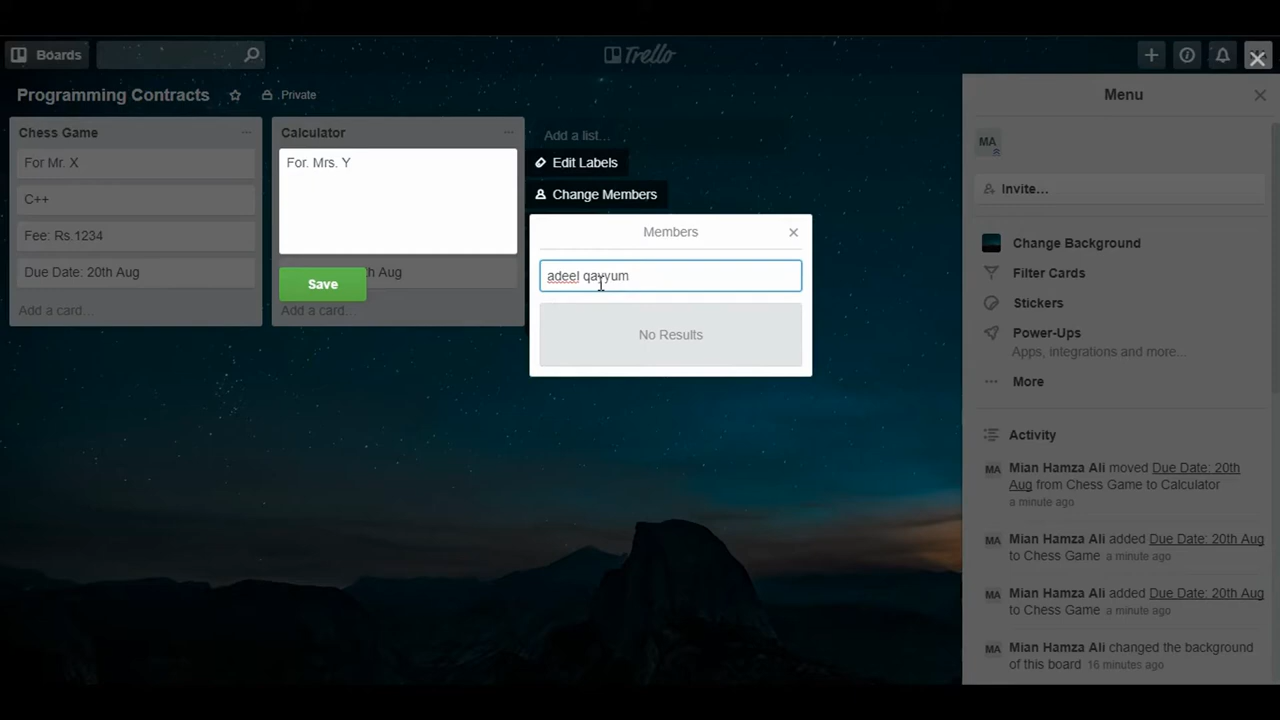 Boards
Trello
Programming Contracts
Private
Menu
Chess Game
Calculator
Add a list...
MA
For Mr. X
For. Mrs. Y
Edit Labels
C++
Change Members
Invite...
Fee: Rs.1234
Members
Change Background
Due Date: 20th Aug
h Aug
Save
adeel qayyum
Filter Cards
Add a card...
Add a card...
Stickers
No Results
Power-Ups
Apps, integrations and more...
More
Activity
MA
Mian Hamza Ali moved Due Date: 20th
Aug from Chess Game to Calculator
a minute ago
MA
Mian Hamza Ali added Due Date: 20th Aug
to Chess Game a minute ago
MA
Mian Hamza Ali added Due Date: 20th Aug
to Chess Game a minute ago
MA
Mian Hamza Ali changed the background
of this board 16 minutes ago